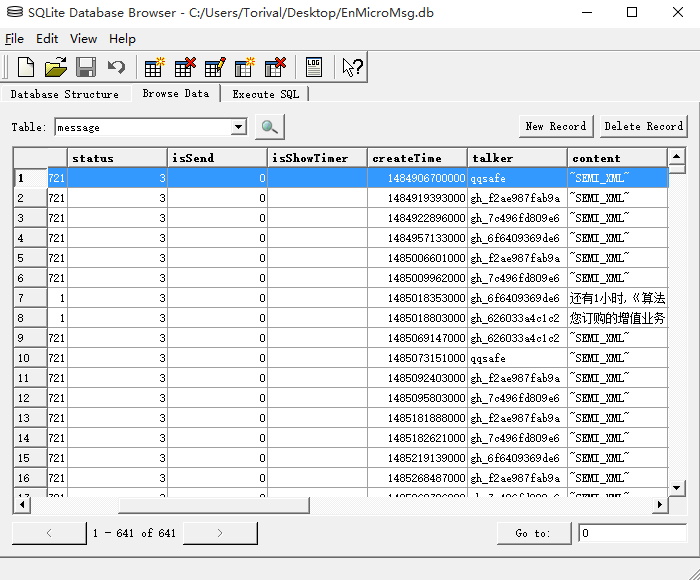 SQLite Database Browser - C:/Users/Torival/Desktop/EnMicroMsg.db
File Edit View Help
LOG
Database Structure Browse Data Execute SQL
Table: message New Record Delete Record
status isSend isShowTimer createTime talker content
1 721 3 0 1484906700000 qqsafe ~SEMI_XML~
2 721 3 0 1484919393000 gh_f2ae987fab9a ~SEMI_XML~
3 721 3 0 1484922896000 gh_7c496fd809e6 ~SEMI_XML~
4 721 3 0 1484957133000 gh_6f6409369de6 ~SEMI_XML~
5 721 3 0 1485006601000 gh_f2ae987fab9a ~SEMI_XML~
6 721 3 0 1485009962000 gh_7c496fd809e6 ~SEMI_XML~
7 1 3 0 1485018353000 gh_6f6409369de6 还有1小时,《算法
8 1 3 0 1485018803000 gh_626033a4c1c2 您订购的增值业务
9 721 3 0 1485069147000 gh_626033a4c1c2 ~SEMI_XML~
10 721 3 0 1485073151000 qqsafe ~SEMI_XML~
11 721 3 0 1485092403000 gh_f2ae987fab9a ~SEMI_XML~
12 721 3 0 1485095803000 gh_7c496fd809e6 ~SEMI_XML~
13 721 3 0 1485181888000 gh_f2ae987fab9a ~SEMI_XML~
14 721 3 0 1485182621000 gh_7c496fd809e6 ~SEMI_XML~
15 721 3 0 1485219139000 gh_6f6409369de6 ~SEMI_XML~
16 721 3 0 1485268487000 gh_f2ae987fab9a ~SEMI_XML~
< 1 - 641 of 641 > Go to: 0